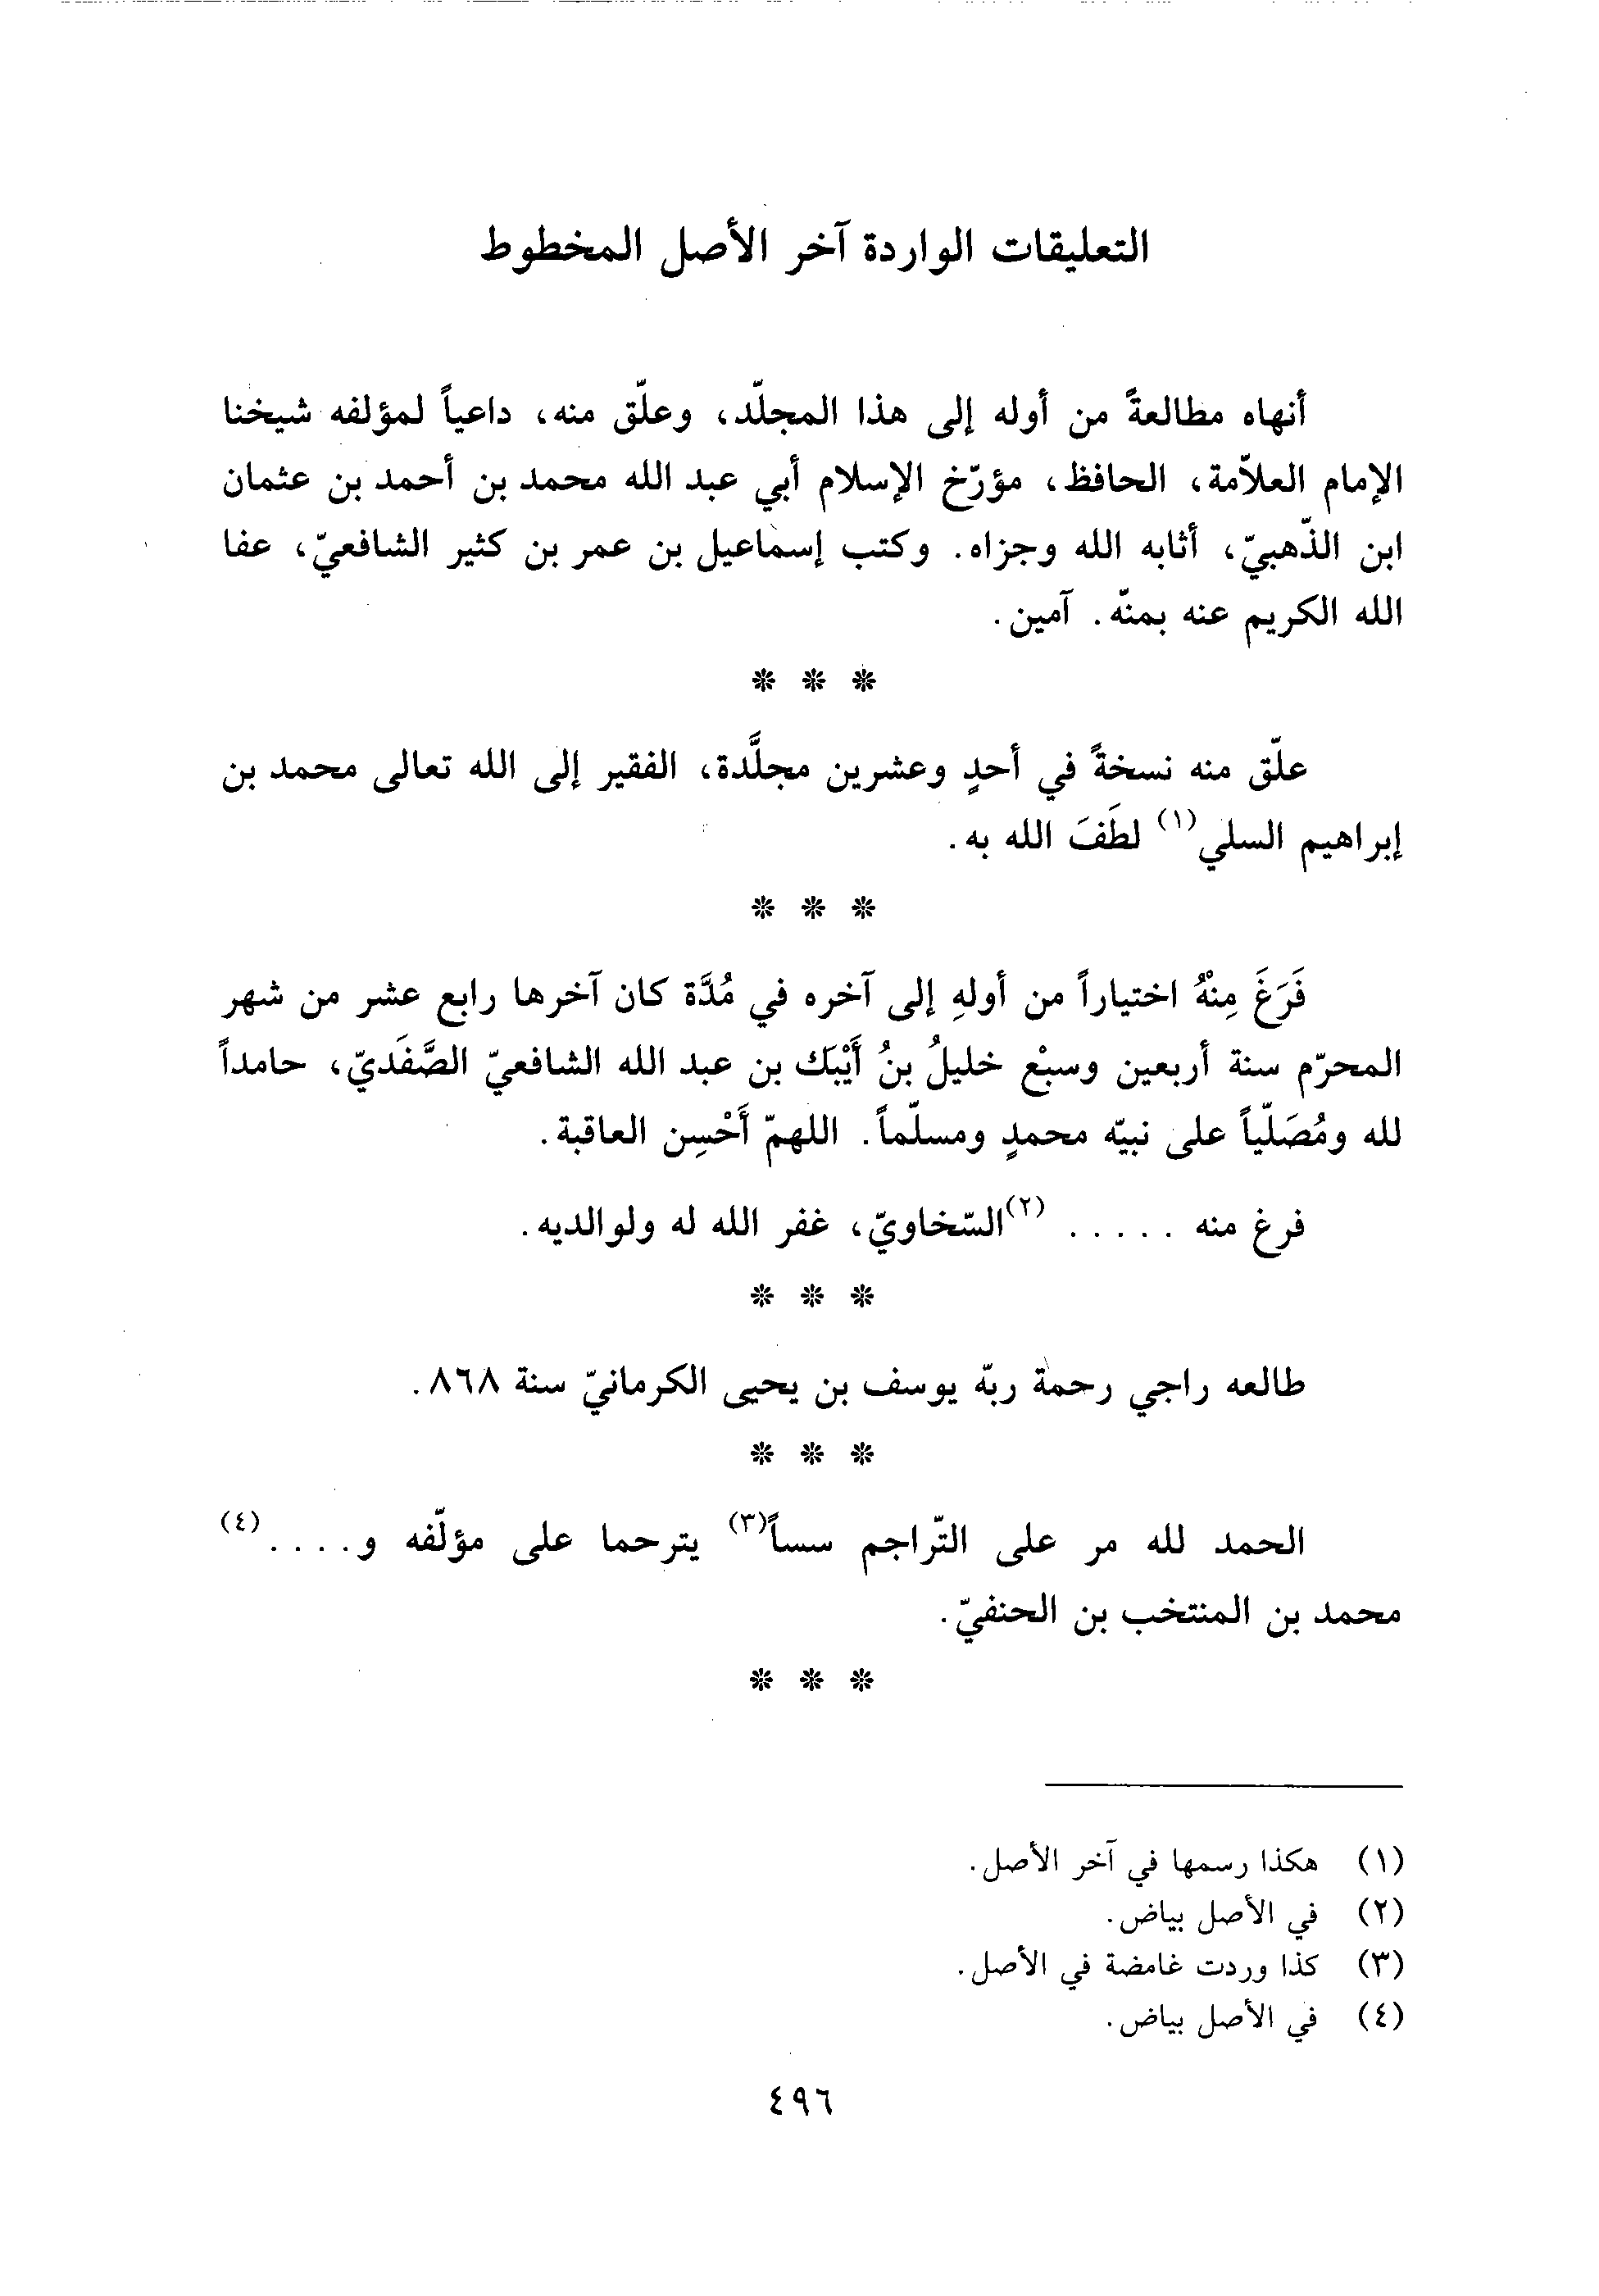 التعليقات الواردة آخر الأصل المخطوط
أنهاه مطالعةً من أوله إلى هذا المجلّد، وعلّق منه، داعياً لمؤلفه شيخنا
الإمام العلاّمة، الحافظ، مؤرّخ الإسلام أبي عبد الله محمد بن أحمد بن عثمان
ابن الذّهبيّ، أثابه الله وجزاه. وكتب إسماعيل بن عمر بن كثير الشافعيّ، عفا
الله الكريم عنه بمنّه. آمين.
* * *
علّق منه نسخةً في أحدٍ وعشرين مجلَّدة، الفقير إلى الله تعالى محمد بن
إبراهيم السلي(١) لطَفَ الله به.
* * *
فَرَغَ مِنْهُ اختياراً من أولهِ إلى آخره في مُدَّة كان آخرها رابع عشر من شهر
المحرّم سنة أربعين وسبْع خليلُ بنُ أَيْبَك بن عبد الله الشافعيّ الصَّفَديّ، حامداً
لله ومُصَلّياً على نبيّه محمدٍ ومسلّماً. اللهمّ أَحْسِن العاقبة.
فرغ منه . . . . . (٢)السّخاويّ، غفر الله له ولوالديه.
* * *
طالعه راجي رحمة ربّه يوسف بن يحيى الكرمانيّ سنة ٨٦٨.
* * *
الحمد لله مر على التّراجم سساً(٣) يترحما على مؤلّفه و. . . . (٤)
محمد بن المنتخب بن الحنفيّ.
* * *
(١) هكذا رسمها في آخر الأصل.
(٢) في الأصل بياض.
(٣) كذا وردت غامضة في الأصل.
(٤) في الأصل بياض.
٤٩٦